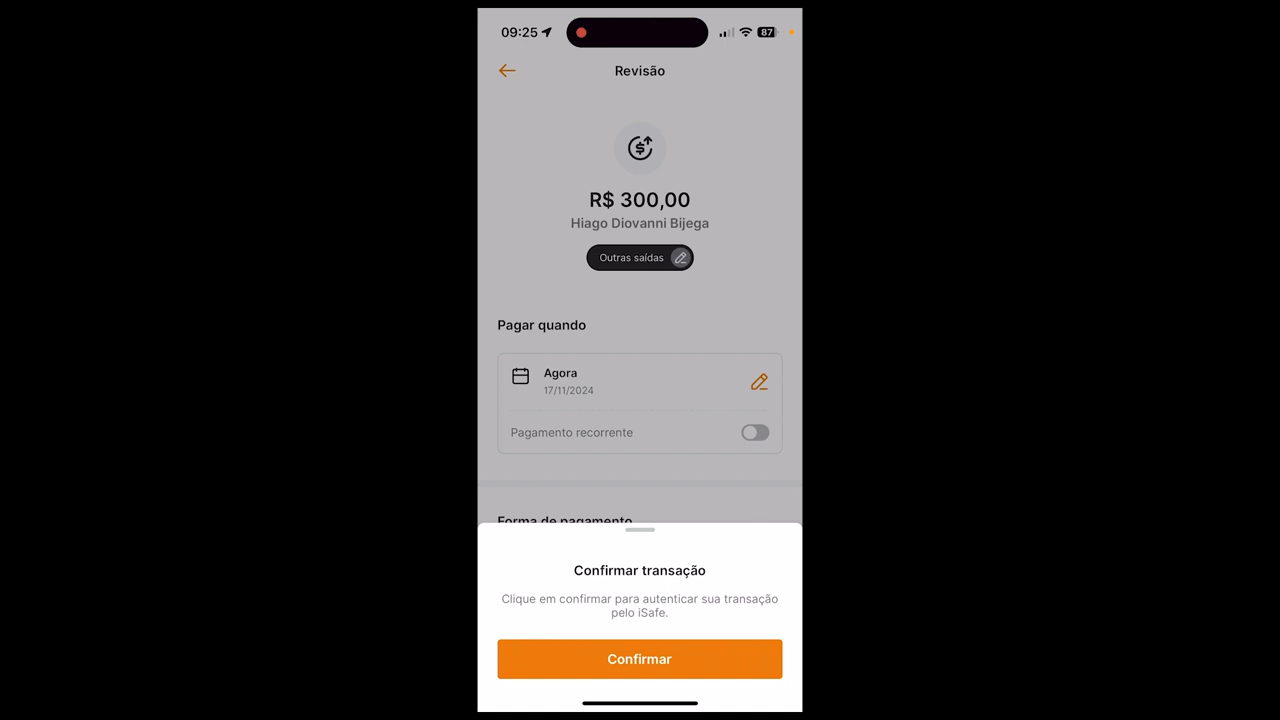 09:25
87
Revisão
R$ 300,00
Hiago Diovanni Bijega
Outras saídas
Pagar quando
Agora
17/11/2024
Pagamento recorrente
Forma de pagamento
Confirmar transação
Clique em confirmar para autenticar sua transação
pelo iSafe.
Confirmar